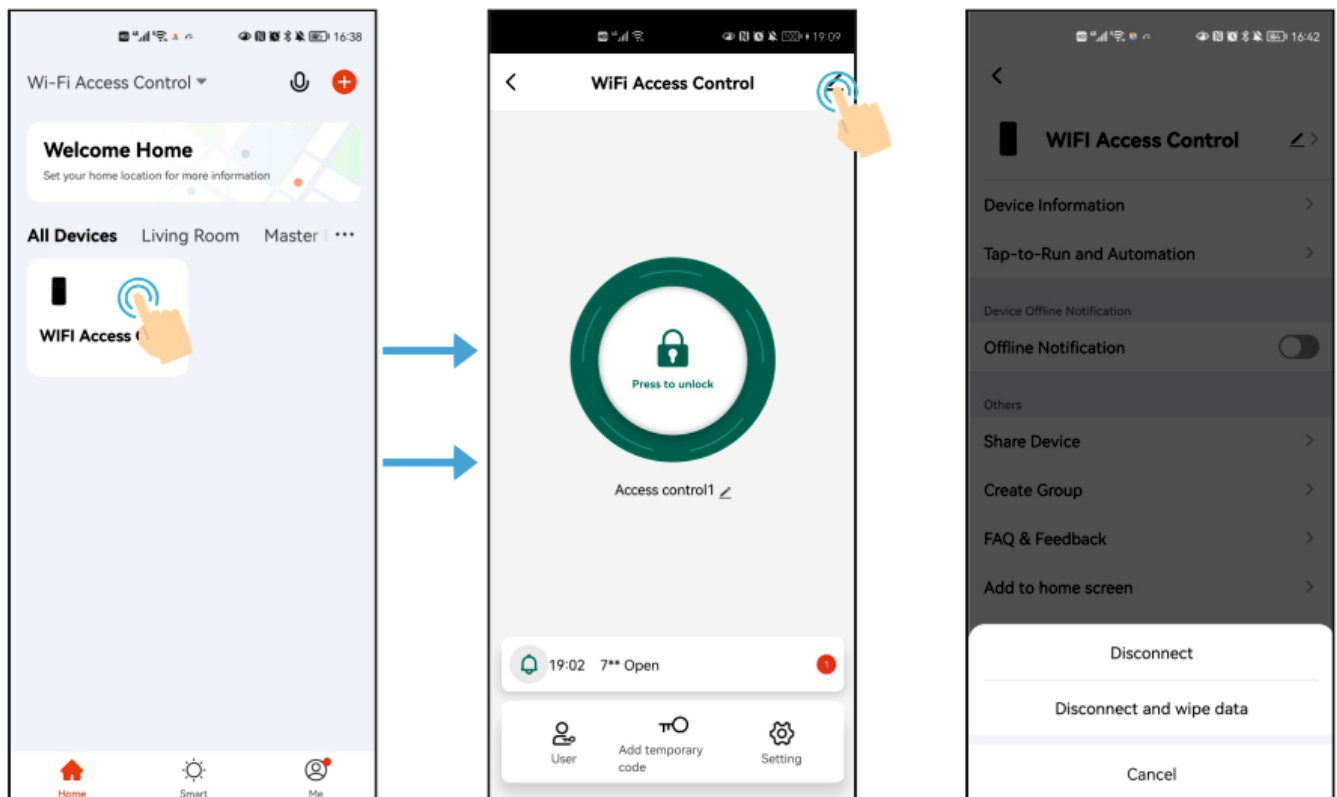 16:38
Wi-Fi Access Control
Welcome Home
Set your home location for more information
All Devices Living Room Master
WIFI Access
Home Smart Me
19:09
WiFi Access Control
Press to unlock
Access control1
19:02 7** Open
1
User Add temporary code Setting
16:42
WIFI Access Control
Device Information
Tap-to-Run and Automation
Device Offline Notification
Offline Notification
Others
Share Device
Create Group
FAQ & Feedback
Add to home screen
Disconnect
Disconnect and wipe data
Cancel